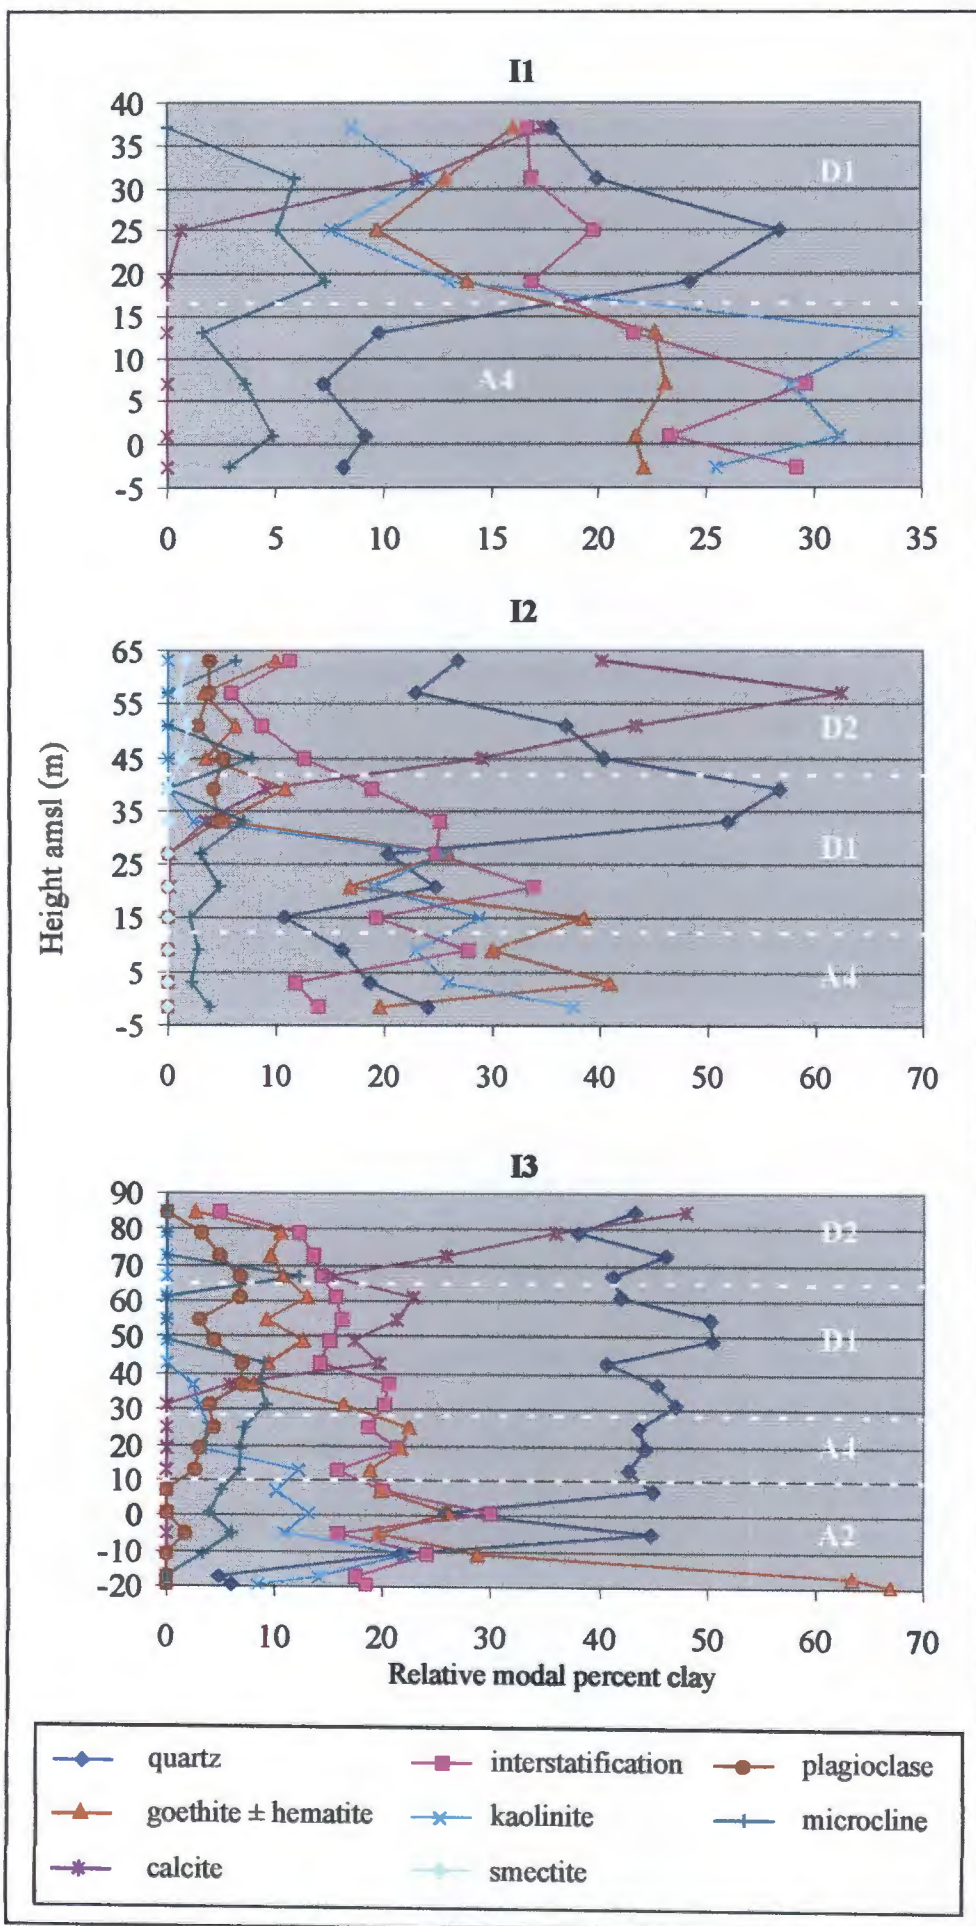 I1
40
35
30
25
20
15
10
5
0
-5
D1
A4
0 5 10 15 20 25 30 35
I2
65
55
45
35
25
15
5
-5
D2
D1
A4
0 10 20 30 40 50 60 70
Height amsl (m)
I3
90
80
70
60
50
40
30
20
10
0
-10
-20
D2
D1
A4
A2
0 10 20 30 40 50 60 70
Relative modal percent clay
quartz interstatification plagioclase
goethite ± hematite kaolinite microcline
calcite smectite